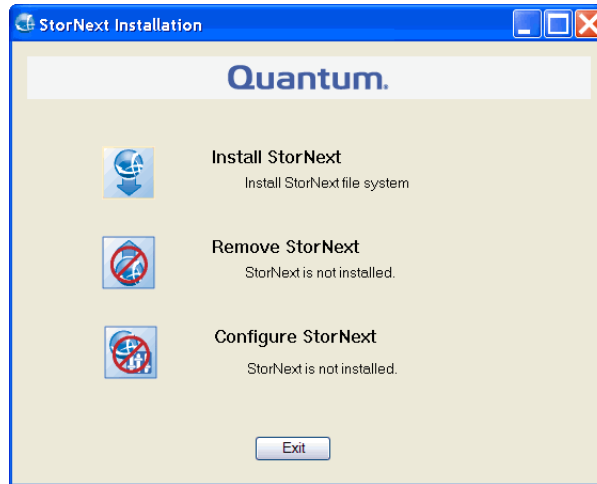 StorNext Installation
Quantum.
Install StorNext
Install StorNext file system
Remove StorNext
StorNext is not installed.
Configure StorNext
StorNext is not installed.
Exit